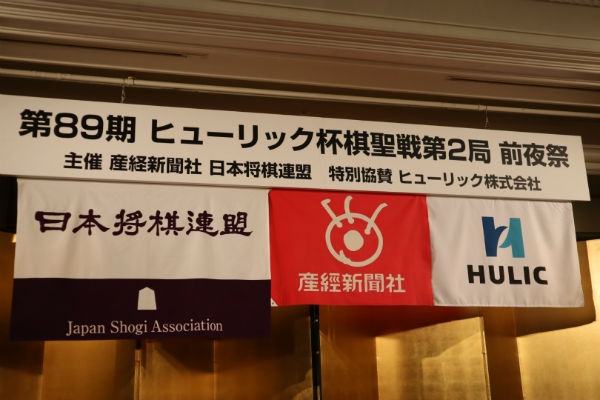 第89期 ヒューリック杯棋聖戦第2局 前夜祭
主催 産経新聞社 日本将棋連盟 特別協賛 ヒューリック株式会社
日本将棋連盟
Japan Shogi Association
産經新聞社
HULIC